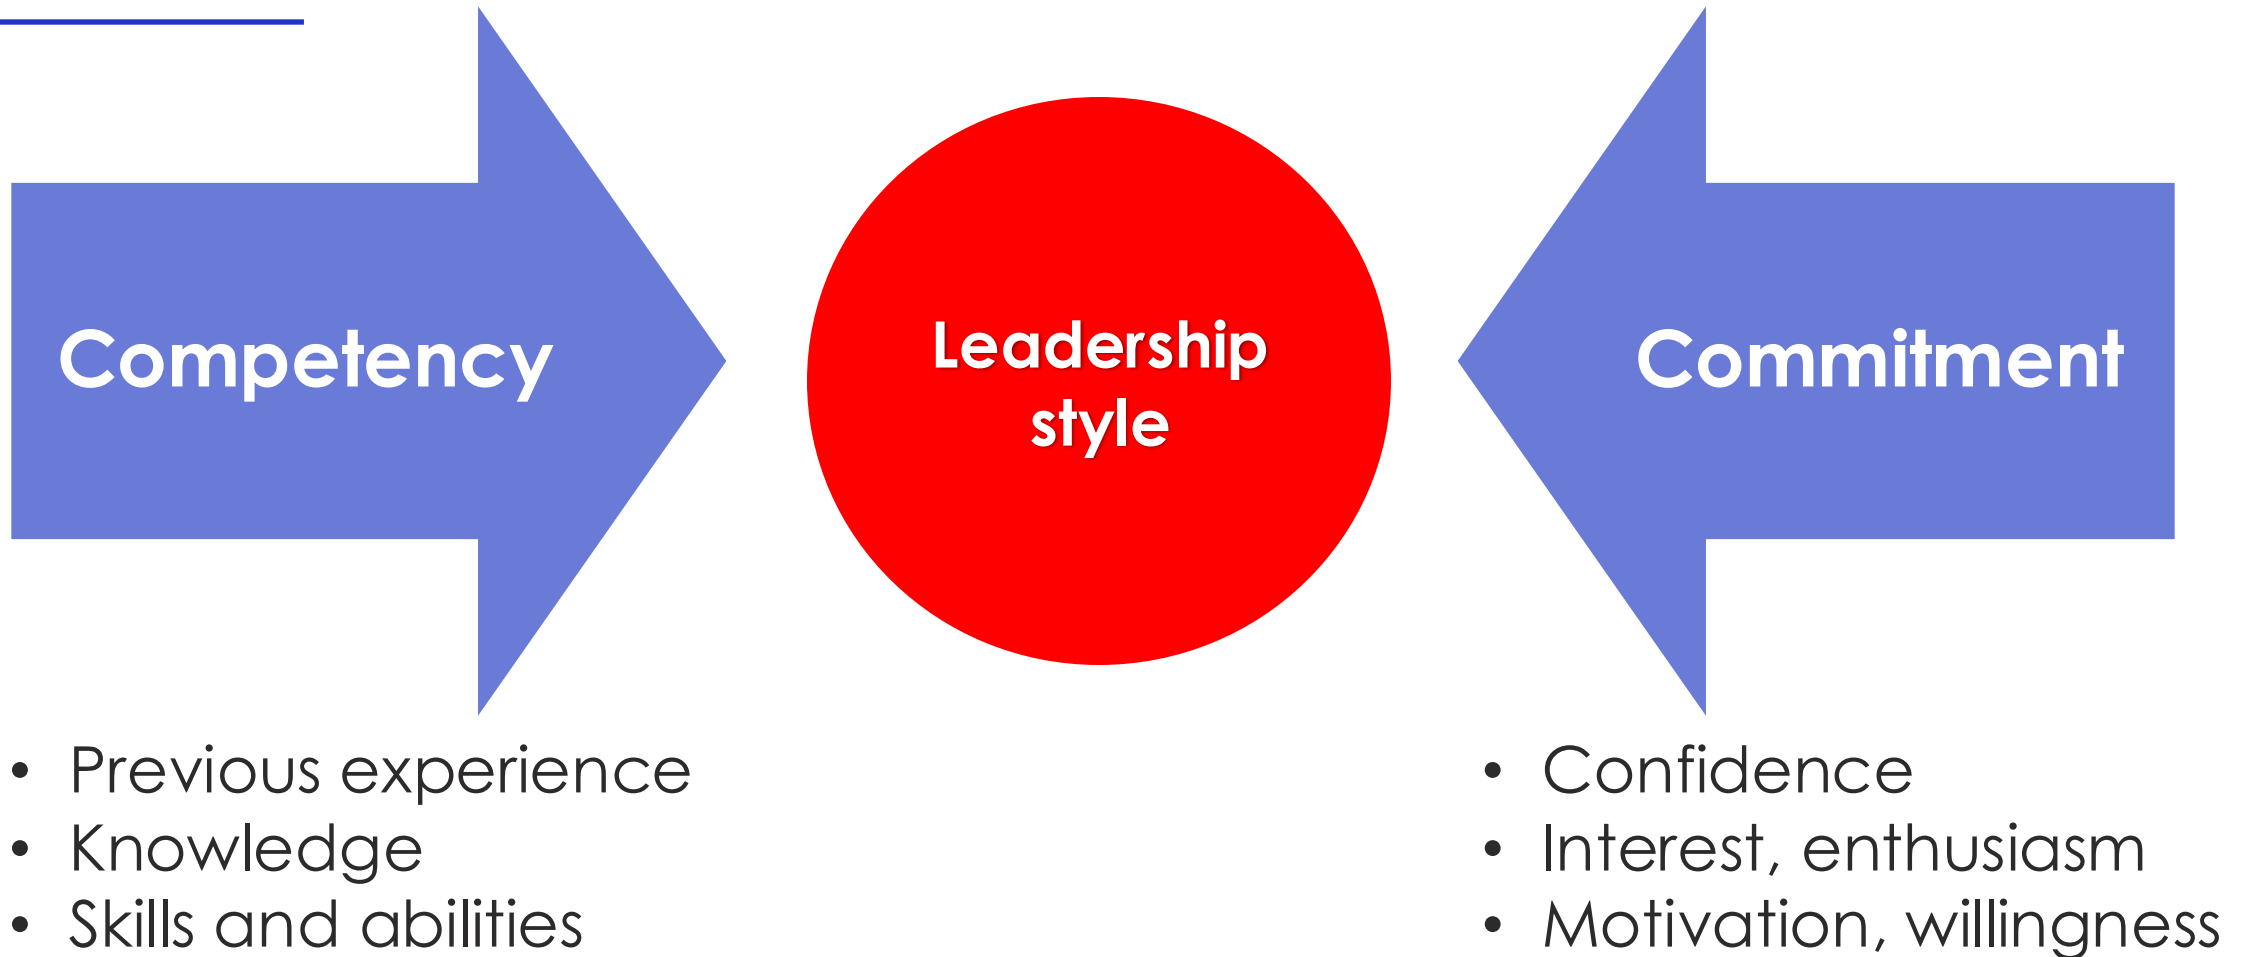 Competency
Leadership
style
Commitment
• Previous experience
• Knowledge
• Skills and abilities
• Confidence
• Interest, enthusiasm
• Motivation, willingness